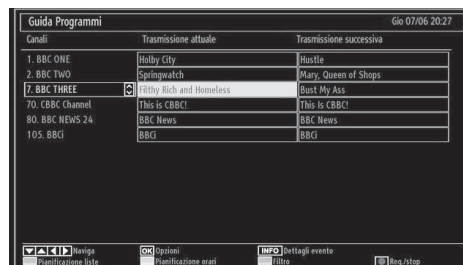 Guida Programmi Gio 07/06 20:27
Canali Trasmissione attuale Trasmissione successiva
1. BBC ONE Holby City Hustle
2. BBC TWO Springwatch Mary, Queen of Shops
7. BBC THREE Filthy Rich and Homeless Bust My Ass
70. CBBC Channel This is CBBC! This Is CBBC!
80. BBC NEWS 24 BBC News BBC News
105. BBCi BBCi BBCi
Naviga OK Opzioni INFO Dettagli evento
Pianificazione liste Pianificazione orari Filtro Reg./stop